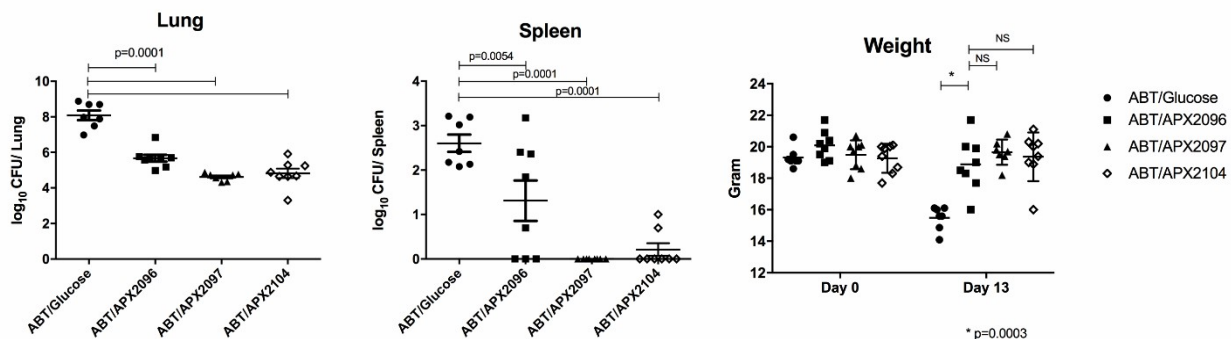 Lung
p=0.0001
10
8
6
4
2
0
log10 CFU/ Lung
ABT/Glucose
ABT/APX2096
ABT/APX2097
ABT/APX2104
Spleen
p=0.0054
p=0.0001
p=0.0001
4
3
2
1
0
log10 CFU/ Spleen
ABT/Glucose
ABT/APX2096
ABT/APX2097
ABT/APX2104
Weight
NS
NS
*
24
22
20
18
16
14
12
Gram
Day 0
Day 13
* p=0.0003
ABT/Glucose
ABT/APX2096
ABT/APX2097
ABT/APX2104